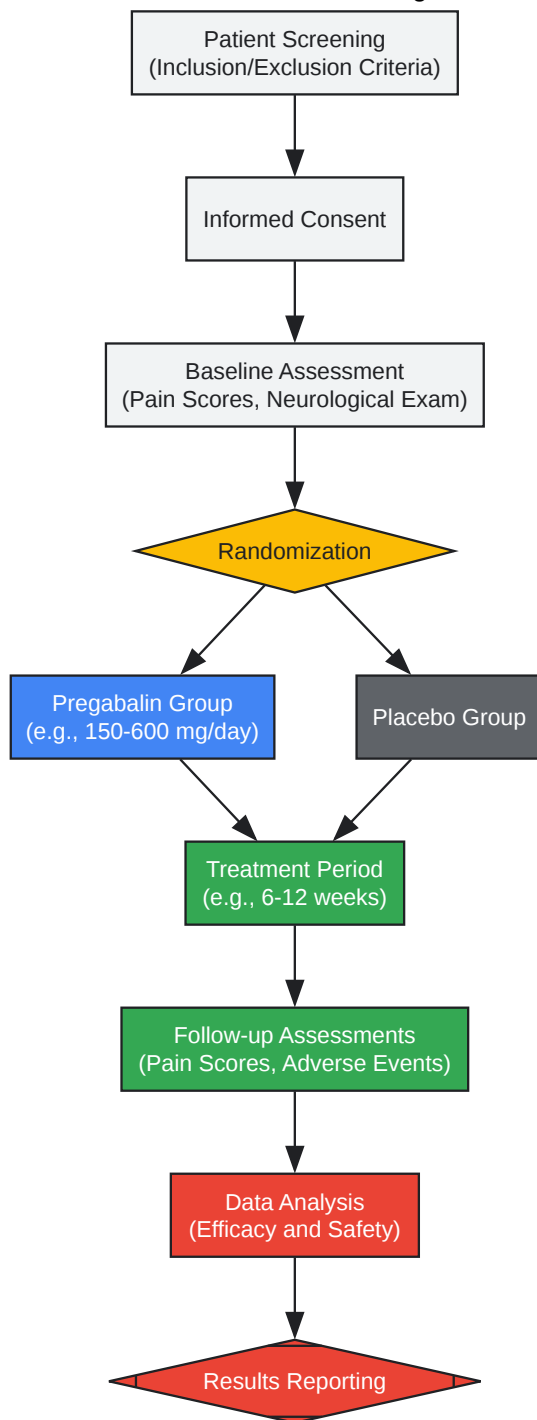 Patient Screening
(Inclusion/Exclusion Criteria)
Informed Consent
Baseline Assessment
(Pain Scores, Neurological Exam)
Randomization
Pregabalin Group
(e.g., 150-600 mg/day)
Placebo Group
Treatment Period
(e.g., 6-12 weeks)
Follow-up Assessments
(Pain Scores, Adverse Events)
Data Analysis
(Efficacy and Safety)
Results Reporting